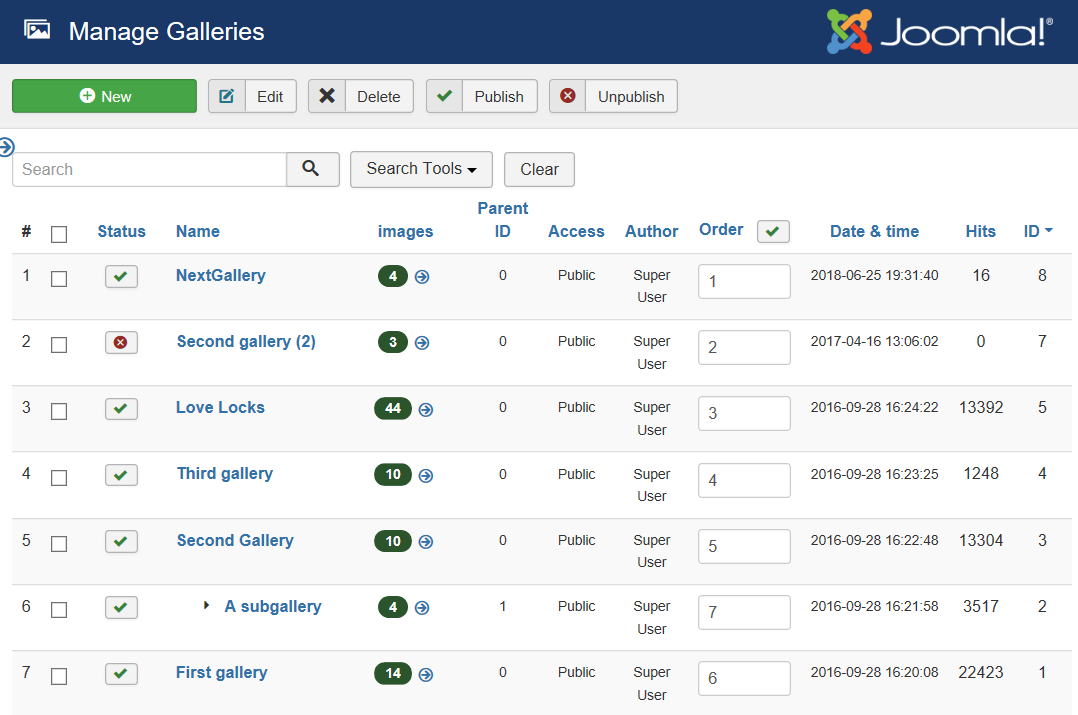 Manage Galleries Joomla!®
New Edit Delete Publish Unpublish
Search Search Tools Clear
# Status Name images Parent ID Access Author Order Date & time Hits ID
1 NextGallery 4 0 Public Super User 1 2018-06-25 19:31:40 16 8
2 Second gallery (2) 3 0 Public Super User 2 2017-04-16 13:06:02 0 7
3 Love Locks 44 0 Public Super User 3 2016-09-28 16:24:22 13392 5
4 Third gallery 10 0 Public Super User 4 2016-09-28 16:23:25 1248 4
5 Second Gallery 10 0 Public Super User 5 2016-09-28 16:22:48 13304 3
6 A subgallery 4 1 Public Super User 7 2016-09-28 16:21:58 3517 2
7 First gallery 14 0 Public Super User 6 2016-09-28 16:20:08 22423 1